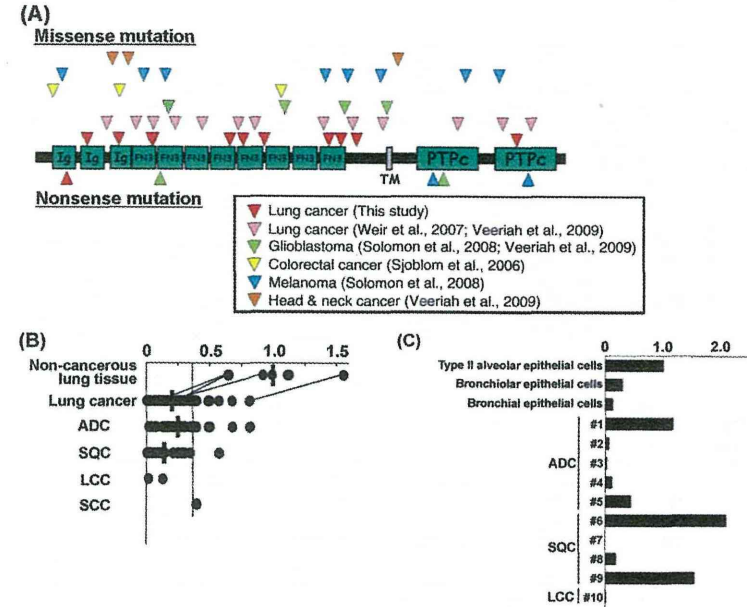 (A)
Missense mutation
Ig Ig Ig FN3 FN3 FN3 FN3 FN3 FN3 FN3 FN3 PTPc PTPc
TM
Nonsense mutation
Lung cancer (This study)
Lung cancer (Weir et al., 2007; Veeriah et al., 2009)
Glioblastoma (Solomon et al., 2008; Veeriah et al., 2009)
Colorectal cancer (Sjoblom et al., 2006)
Melanoma (Solomon et al., 2008)
Head & neck cancer (Veeriah et al., 2009)
(B)
0 0.5 1.0 1.5
Non-cancerous
lung tissue
Lung cancer
ADC
SQC
LCC
SCC
(C)
0 1.0 2.0
Type II alveolar epithelial cells
Bronchiolar epithelial cells
Bronchial epithelial cells
#1
#2
ADC #3
#4
#5
#6
SQC #7
#8
#9
LCC #10